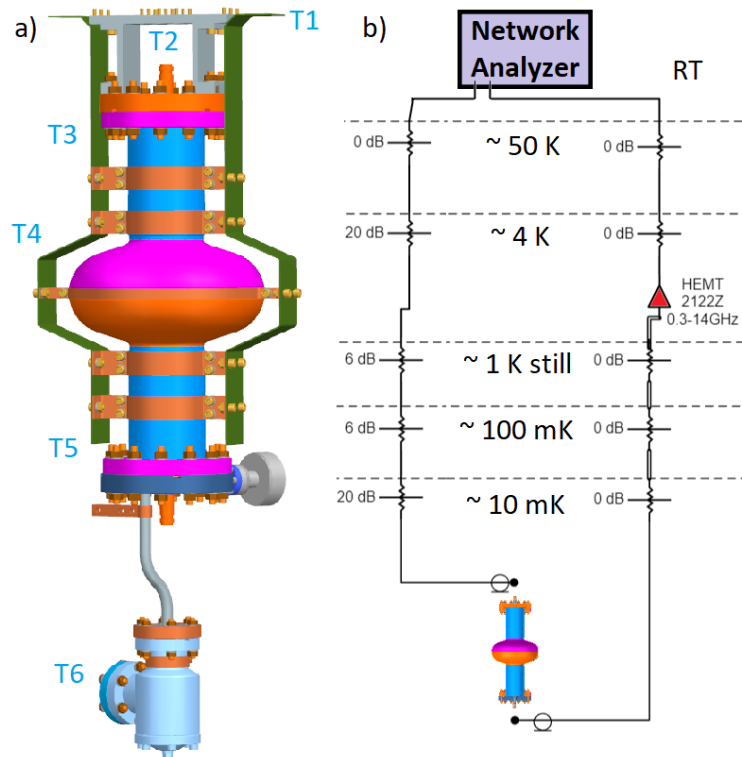 a)
T1
T2
T3
T4
T5
T6
b)
Network
Analyzer
RT
0 dB
~ 50 K
0 dB
20 dB
~ 4 K
0 dB
HEMT
2122Z
0.3-14GHz
6 dB
~ 1 K still
0 dB
6 dB
~ 100 mK
0 dB
20 dB
~ 10 mK
0 dB